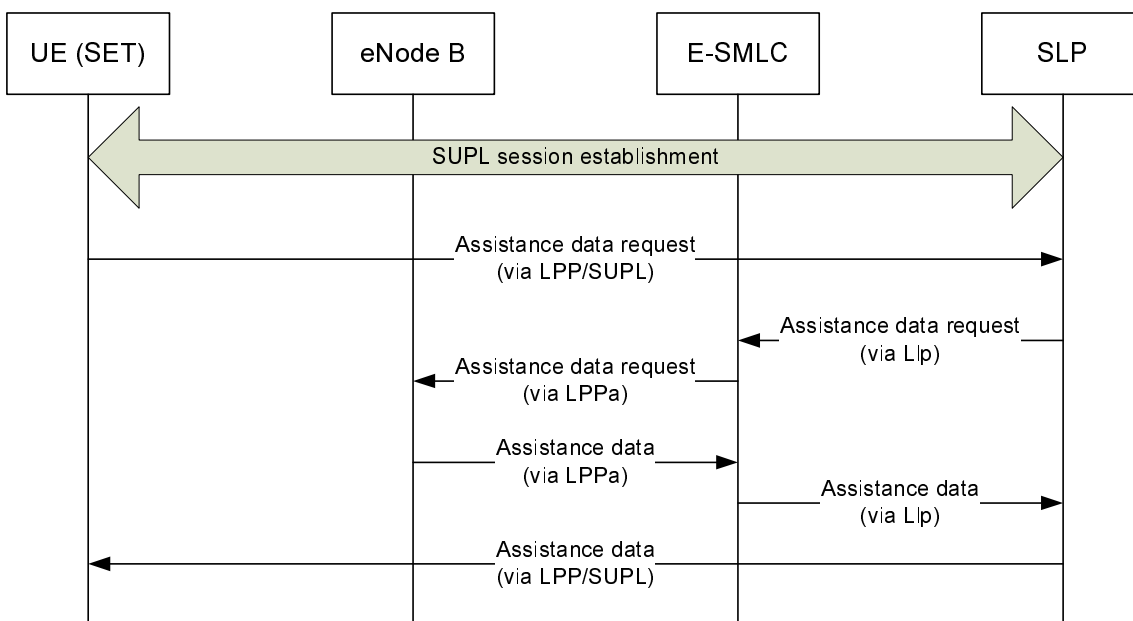 UE (SET)
eNode B
E-SMLC
SLP
SUPL session establishment
Assistance data request
(via LPP/SUPL)
Assistance data request
(via Llp)
Assistance data request
(via LPPa)
Assistance data
(via LPPa)
Assistance data
(via Llp)
Assistance data
(via LPP/SUPL)